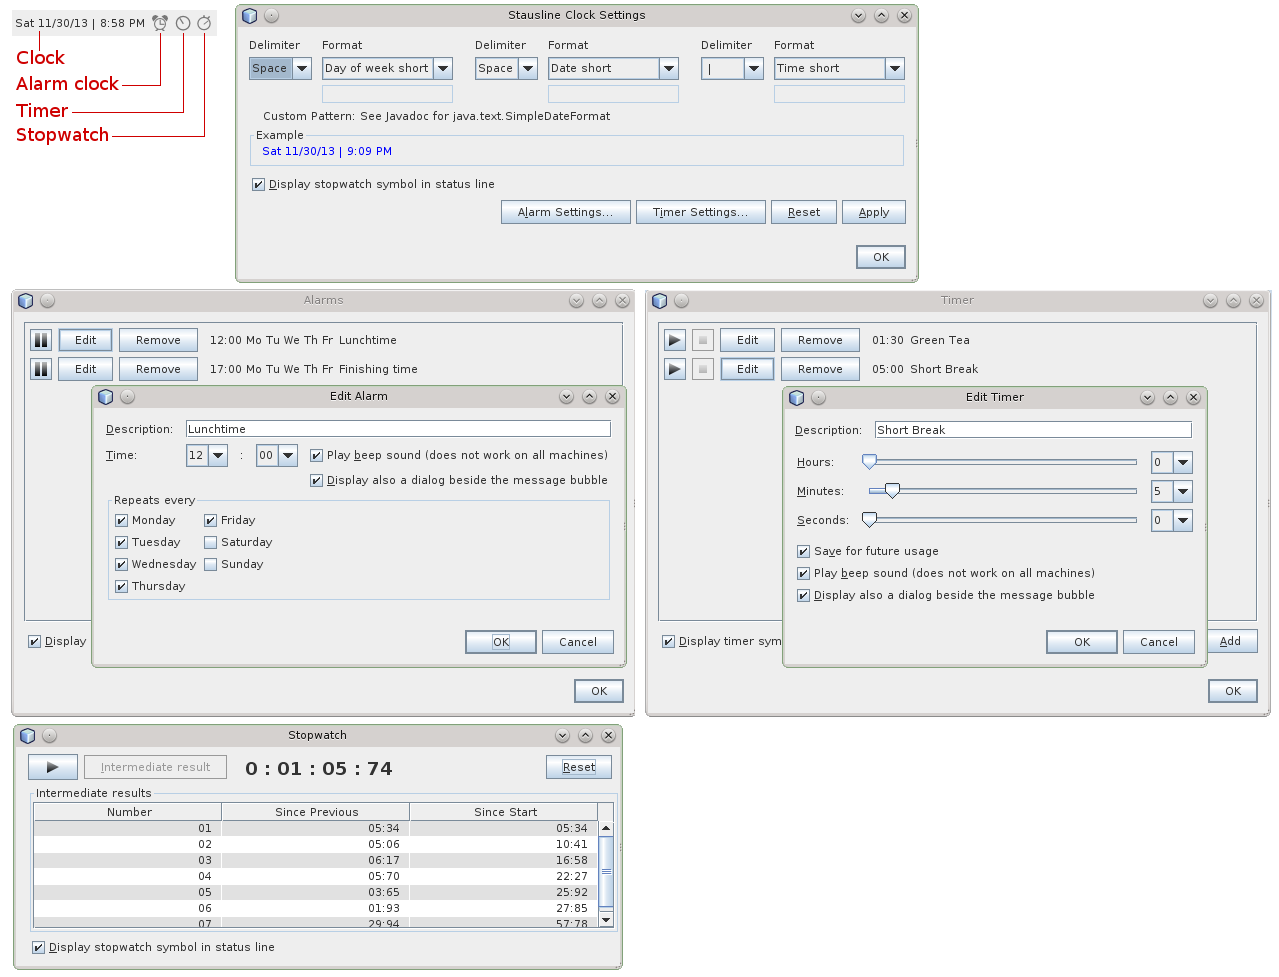 Sat 11/30/13 | 8:58 PM
Clock
Alarm clock
Timer
Stopwatch
Stausline Clock Settings
Delimiter Format Delimiter Format Delimiter Format
Space Day of week short Space Date short | Time short
Custom Pattern: See Javadoc for java.text.SimpleDateFormat
Example
Sat 11/30/13 | 9:09 PM
Display stopwatch symbol in status line
Alarm Settings... Timer Settings... Reset Apply
OK
Alarms
Edit Remove 12:00 Mo Tu We Th Fr Lunchtime
Edit Remove 17:00 Mo Tu We Th Fr Finishing time
Edit Alarm
Description: Lunchtime
Time: 12 : 00 Play beep sound (does not work on all machines)
Display also a dialog beside the message bubble
Repeats every
Monday Friday
Tuesday Saturday
Wednesday Sunday
Thursday
OK Cancel
Display
OK
Timer
Edit Remove 01:30 Green Tea
Edit Remove 05:00 Short Break
Edit Timer
Description: Short Break
Hours: 0
Minutes: 5
Seconds: 0
Save for future usage
Play beep sound (does not work on all machines)
Display also a dialog beside the message bubble
OK Cancel
Display timer sym Add
OK
Stopwatch
Intermediate result 0 : 01 : 05 : 74 Reset
Intermediate results
Number Since Previous Since Start
01 05:34 05:34
02 05:06 10:41
03 06:17 16:58
04 05:70 22:27
05 03:65 25:92
06 01:93 27:85
07 29:94 57:78
Display stopwatch symbol in status line